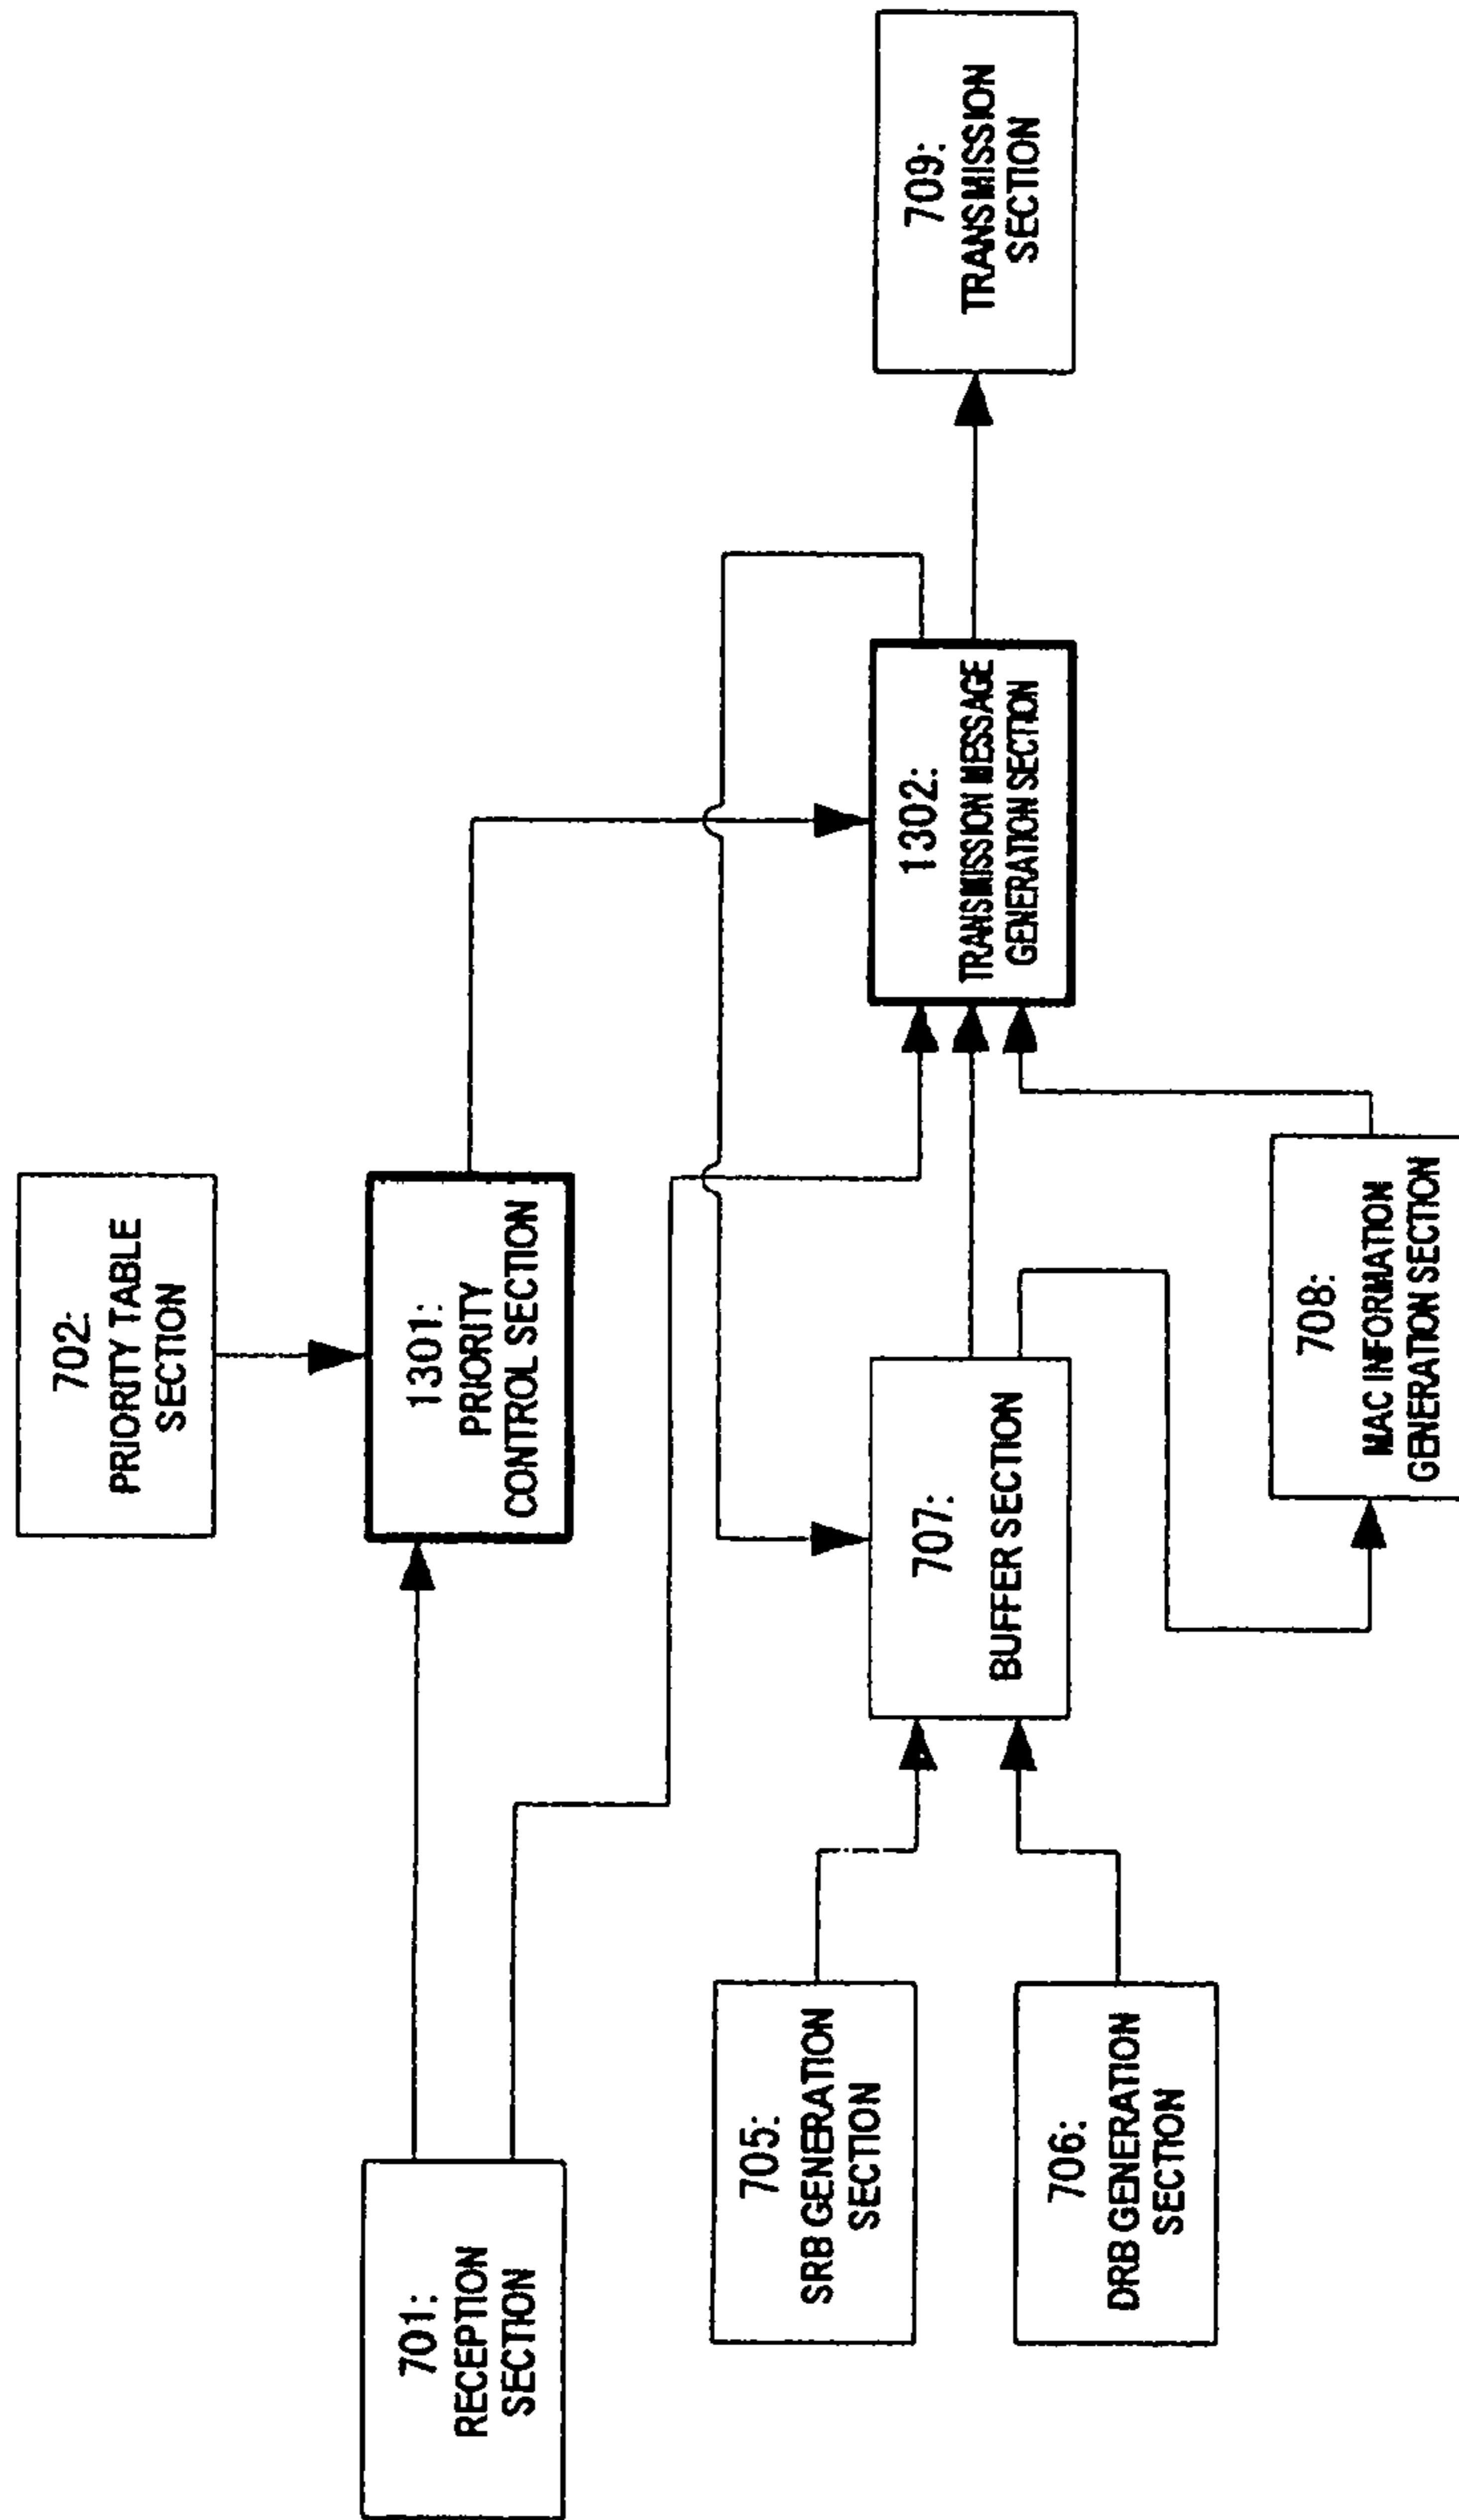 702:
PRIORITY TABLE
SECTION
701:
RECEPTION
SECTION
1301:
PRIORITY
CONTROL SECTION
705:
SRB GENERATION
SECTION
706:
DRB GENERATION
SECTION
707:
BUFFER SECTION
1302:
TRANSMISSION MESSAGE
GENERATION SECTION
709:
TRANSMISSION
SECTION
708:
MAC INFORMATION
GENERATION SECTION